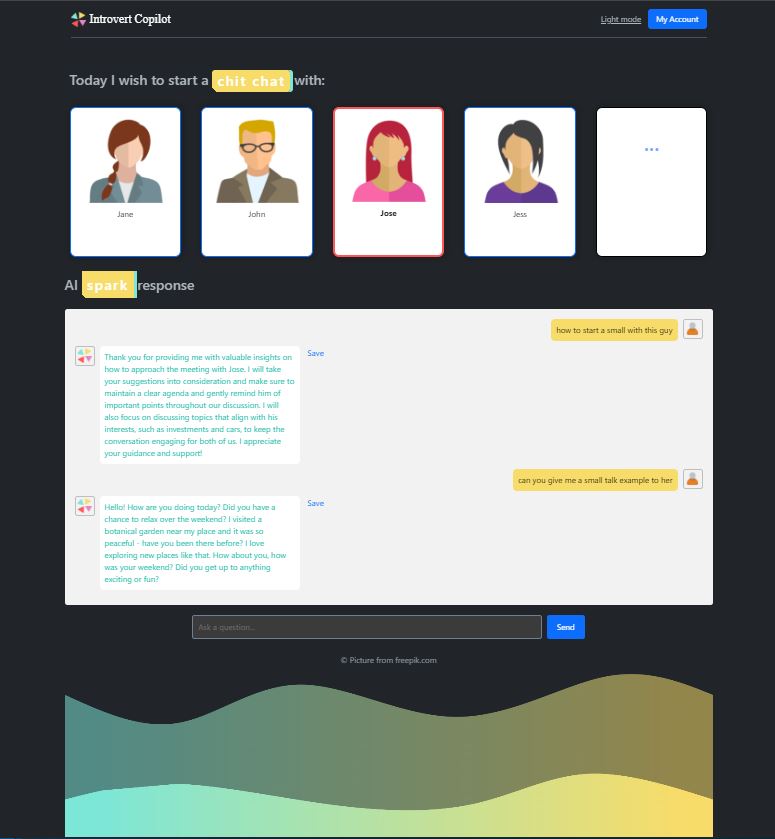 Introvert Copilot
Light mode
My Account
Today I wish to start a chit chat with:
Jane
John
Jose
Jess
...
AI spark response
how to start a small with this guy
Thank you for providing me with valuable insights on
how to approach the meeting with Jose. I will take
your suggestions into consideration and make sure to
maintain a clear agenda and gently remind him of
important points throughout our discussion. I will
also focus on discussing topics that align with his
interests, such as investments and cars, to keep the
conversation engaging for both of us. I appreciate
your guidance and support!
Save
can you give me a small talk example to her
Hello! How are you doing today? Did you have a
chance to relax over the weekend? I visited a
botanical garden near my place and it was so
peaceful - have you been there before? I love
exploring new places like that. How about you, how
was your weekend? Did you get up to anything
exciting or fun?
Save
Ask a question...
Send
© Picture from freepik.com